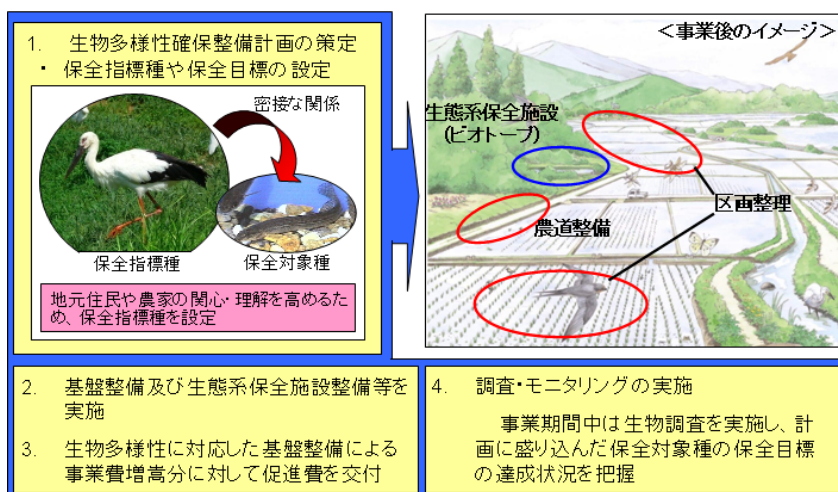 1. 生物多様性確保整備計画の策定
・ 保全指標種や保全目標の設定
密接な関係
保全指標種
保全対象種
地元住民や農家の関心・理解を高めるた
め、保全指標種を設定
＜事業後のイメージ＞
生態系保全施設
(ビオトープ)
区画整理
農道整備
2. 基盤整備及び生態系保全施設整備等を
実施
3. 生物多様性に対応した基盤整備による
事業費増嵩分に対して促進費を交付
4. 調査・モニタリングの実施
事業期間中は生物調査を実施し、計
画に盛り込んだ保全対象種の保全目標
の達成状況を把握